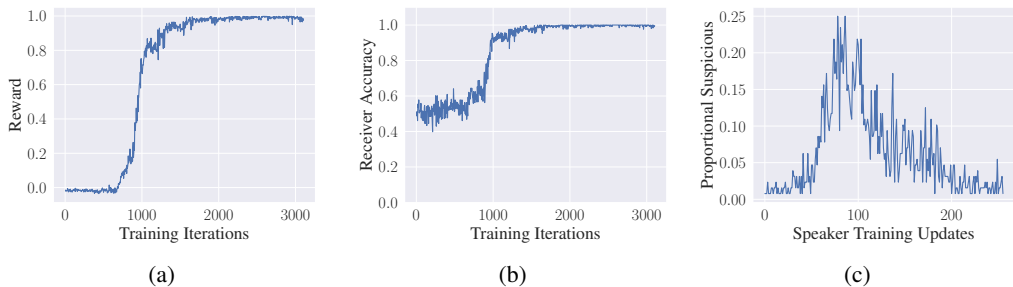 1.0
0.8
0.6
0.4
0.2
0.0
Reward
0 1000 2000 3000
Training Iterations
(a)
1.0
0.8
0.6
0.4
0.2
0.0
Receiver Accuracy
0 1000 2000 3000
Training Iterations
(b)
0.25
0.20
0.15
0.10
0.05
0.00
Proportional Suspicious
0 100 200
Speaker Training Updates
(c)